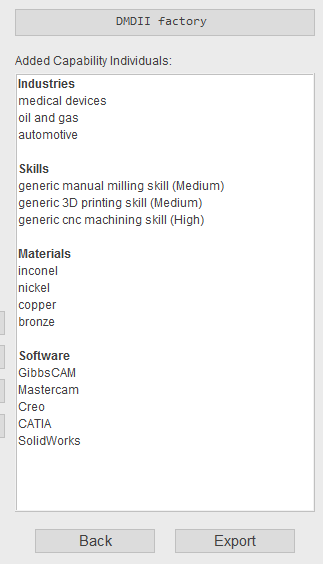 DMDII factory
Added Capability Individuals:
Industries
medical devices
oil and gas
automotive
Skills
generic manual milling skill (Medium)
generic 3D printing skill (Medium)
generic cnc machining skill (High)
Materials
inconel
nickel
copper
bronze
Software
GibbsCAM
Mastercam
Creo
CATIA
SolidWorks
Back
Export